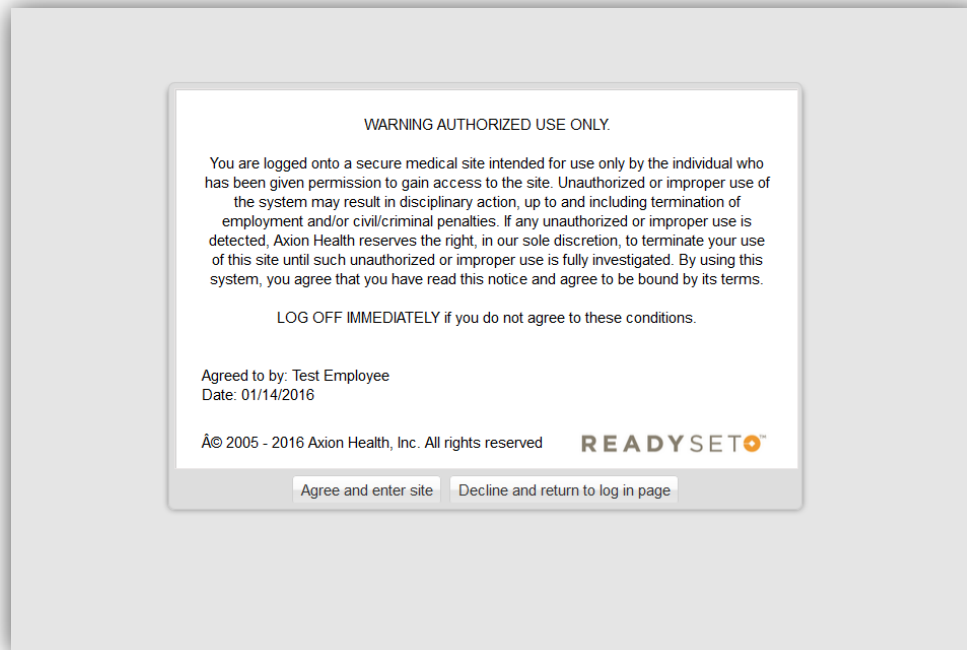 WARNING AUTHORIZED USE ONLY.
You are logged onto a secure medical site intended for use only by the individual who
has been given permission to gain access to the site. Unauthorized or improper use of
the system may result in disciplinary action, up to and including termination of
employment and/or civil/criminal penalties. If any unauthorized or improper use is
detected, Axion Health reserves the right, in our sole discretion, to terminate your use
of this site until such unauthorized or improper use is fully investigated. By using this
system, you agree that you have read this notice and agree to be bound by its terms.
LOG OFF IMMEDIATELY if you do not agree to these conditions.
Agreed to by: Test Employee
Date: 01/14/2016
Â© 2005 - 2016 Axion Health, Inc. All rights reserved
READYSET™
Agree and enter site
Decline and return to log in page